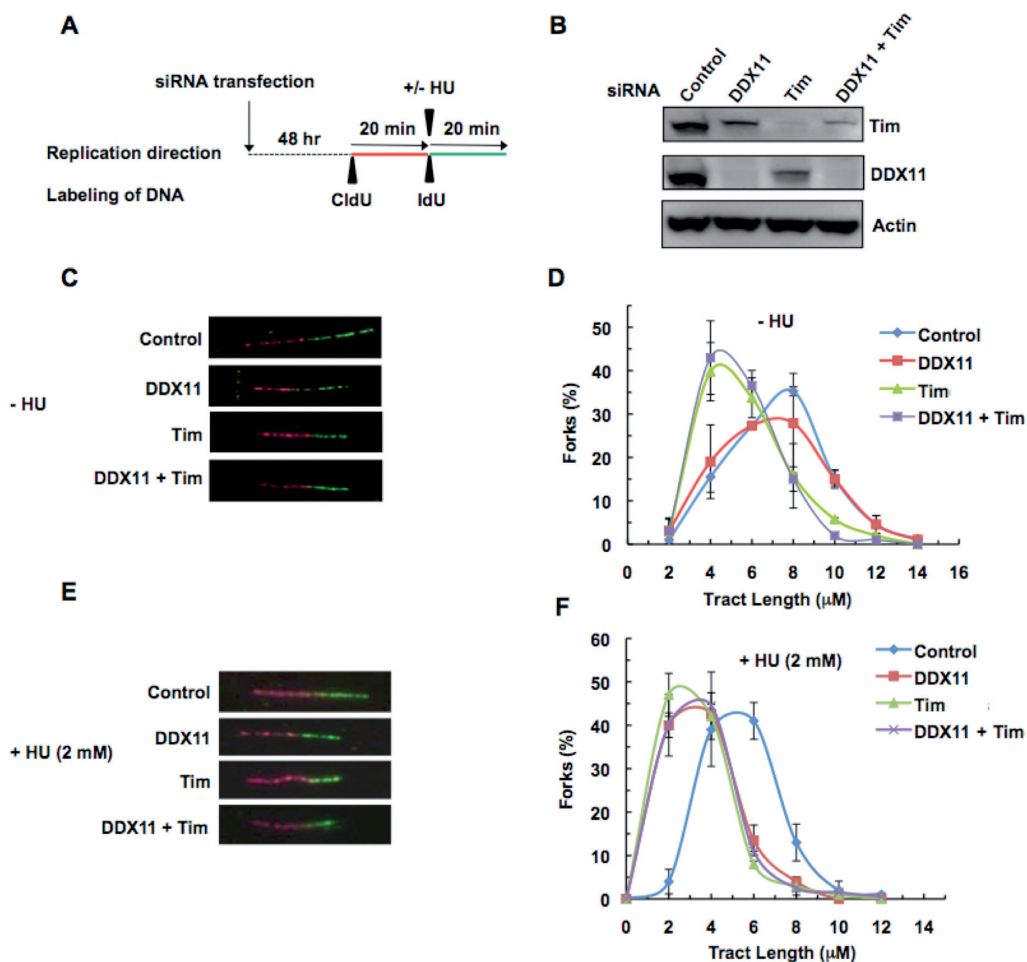 A
siRNA transfection
+/- HU
48 hr
20 min
20 min
Replication direction
Labeling of DNA
CldU
IdU
B
siRNA
Control
DDX11
Tim
DDX11 + Tim
Tim
DDX11
Actin
C
- HU
Control
DDX11
Tim
DDX11 + Tim
D
- HU
Control
DDX11
Tim
DDX11 + Tim
Forks (%)
50
40
30
20
10
0
0 2 4 6 8 10 12 14 16
Tract Length (μM)
E
+ HU (2 mM)
Control
DDX11
Tim
DDX11 + Tim
F
+ HU (2 mM)
Control
DDX11
Tim
DDX11 + Tim
Forks (%)
60
50
40
30
20
10
0
0 2 4 6 8 10 12 14
Tract Length (μM)